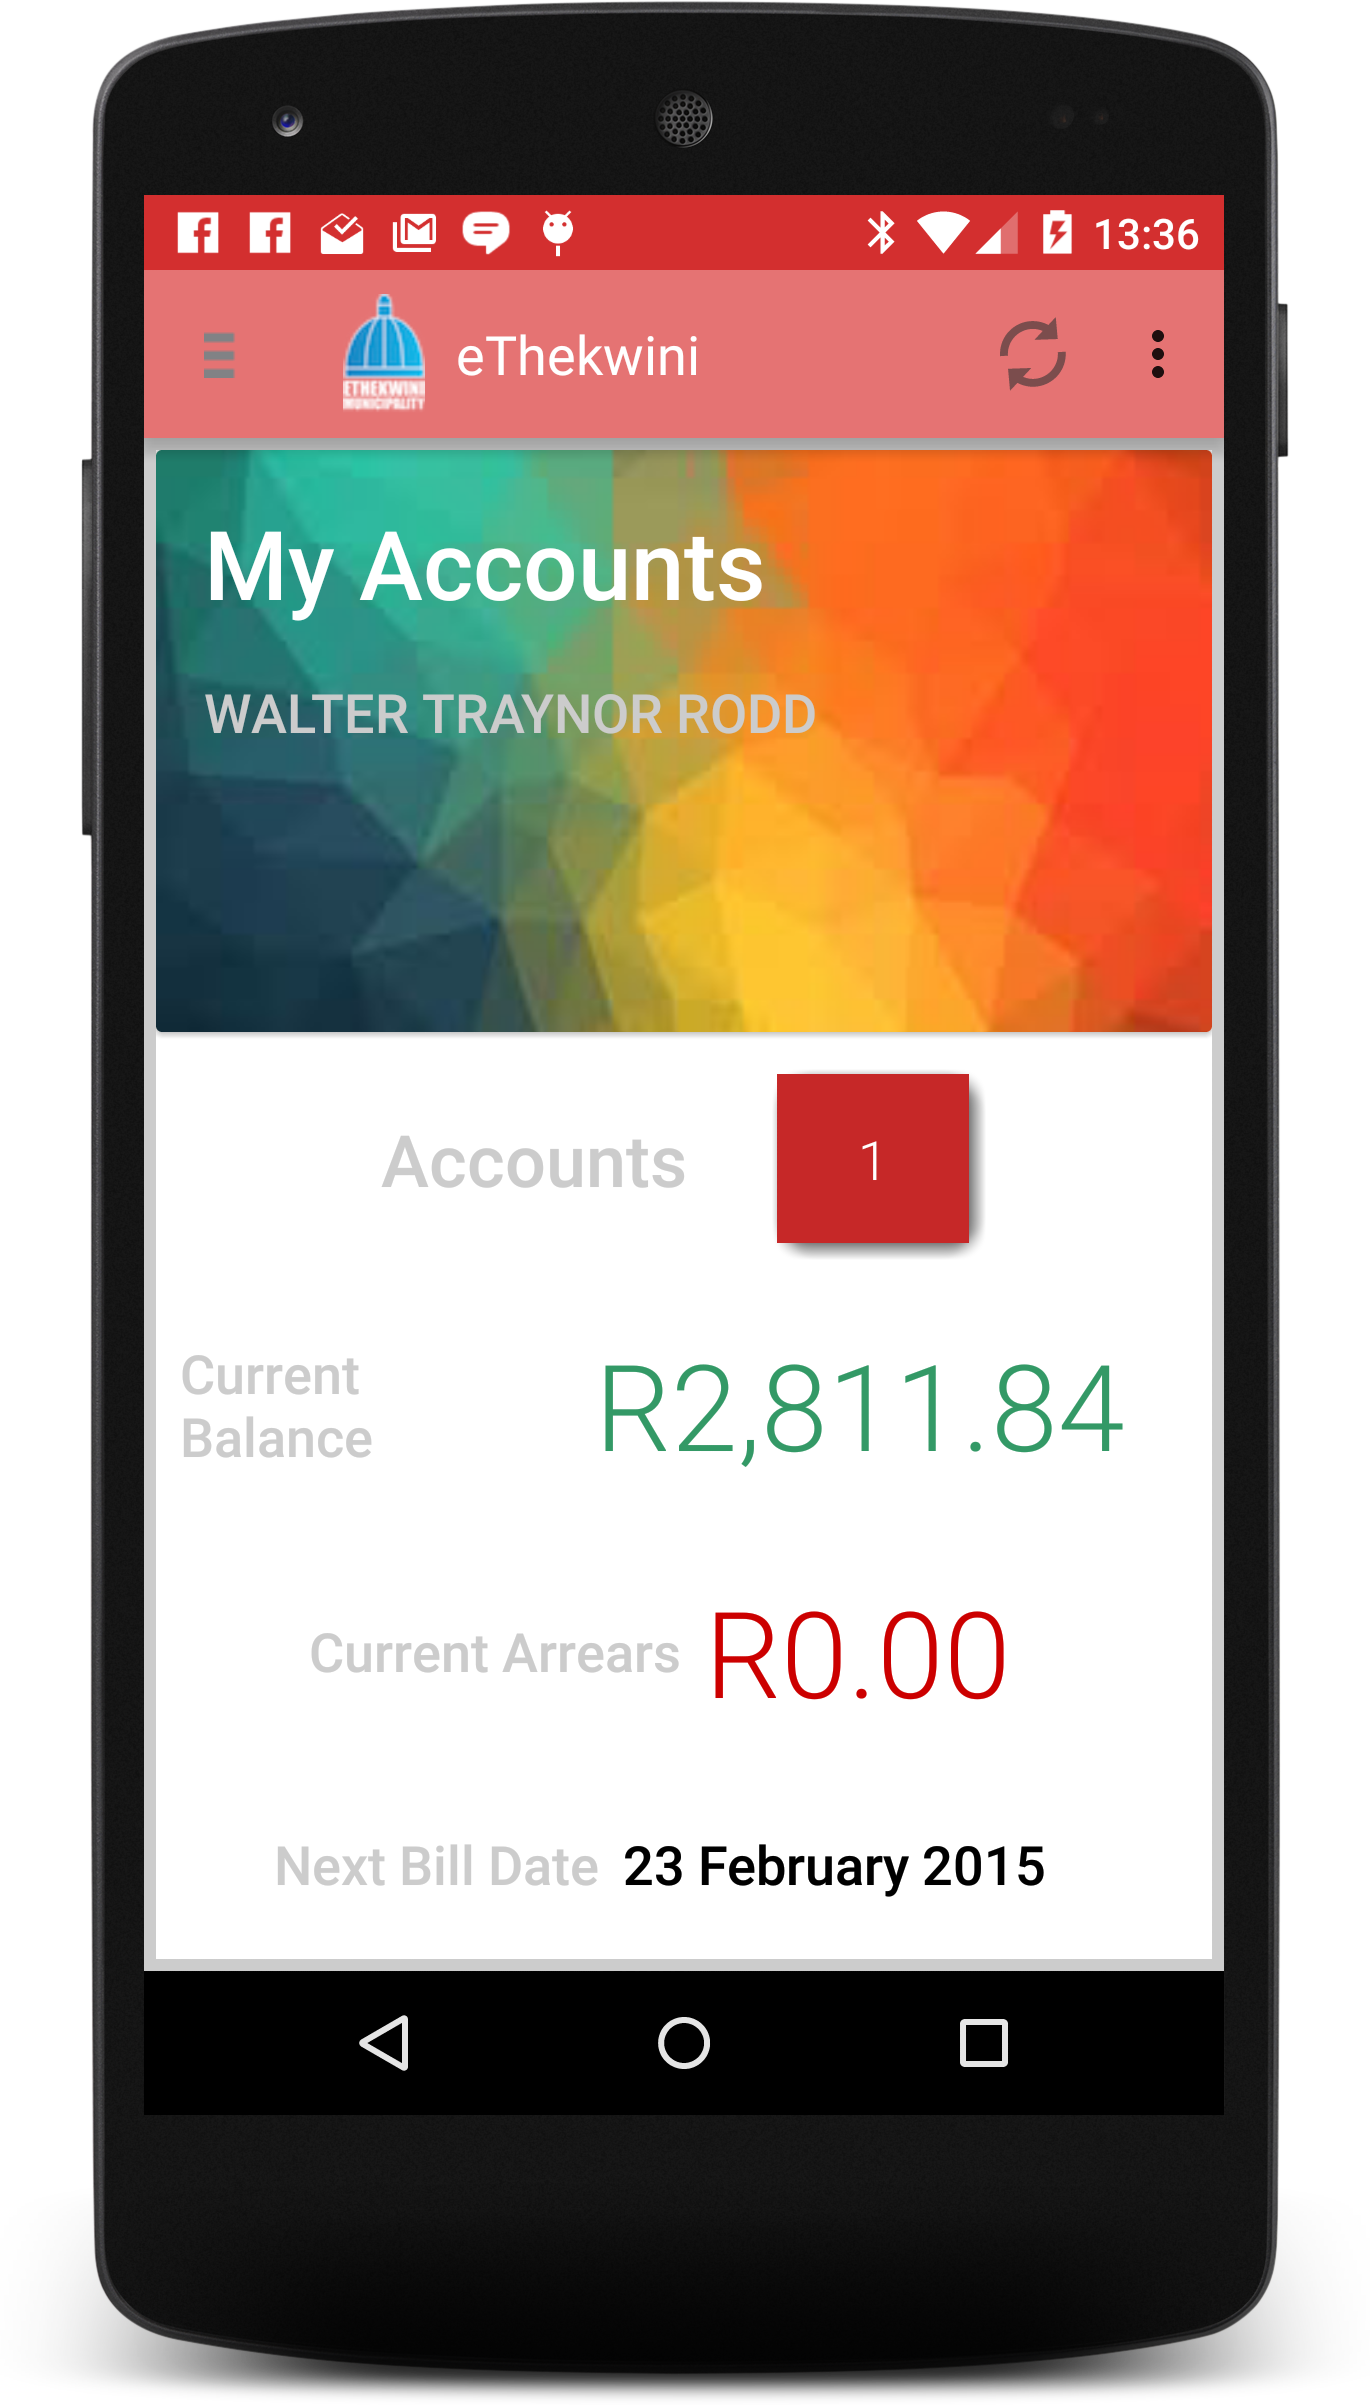 13:36
ETHEKWINI
MUNICIPALITY
eThekwini
My Accounts
WALTER TRAYNOR RODD
Accounts 1
Current
Balance
R2,811.84
Current Arrears R0.00
Next Bill Date 23 February 2015